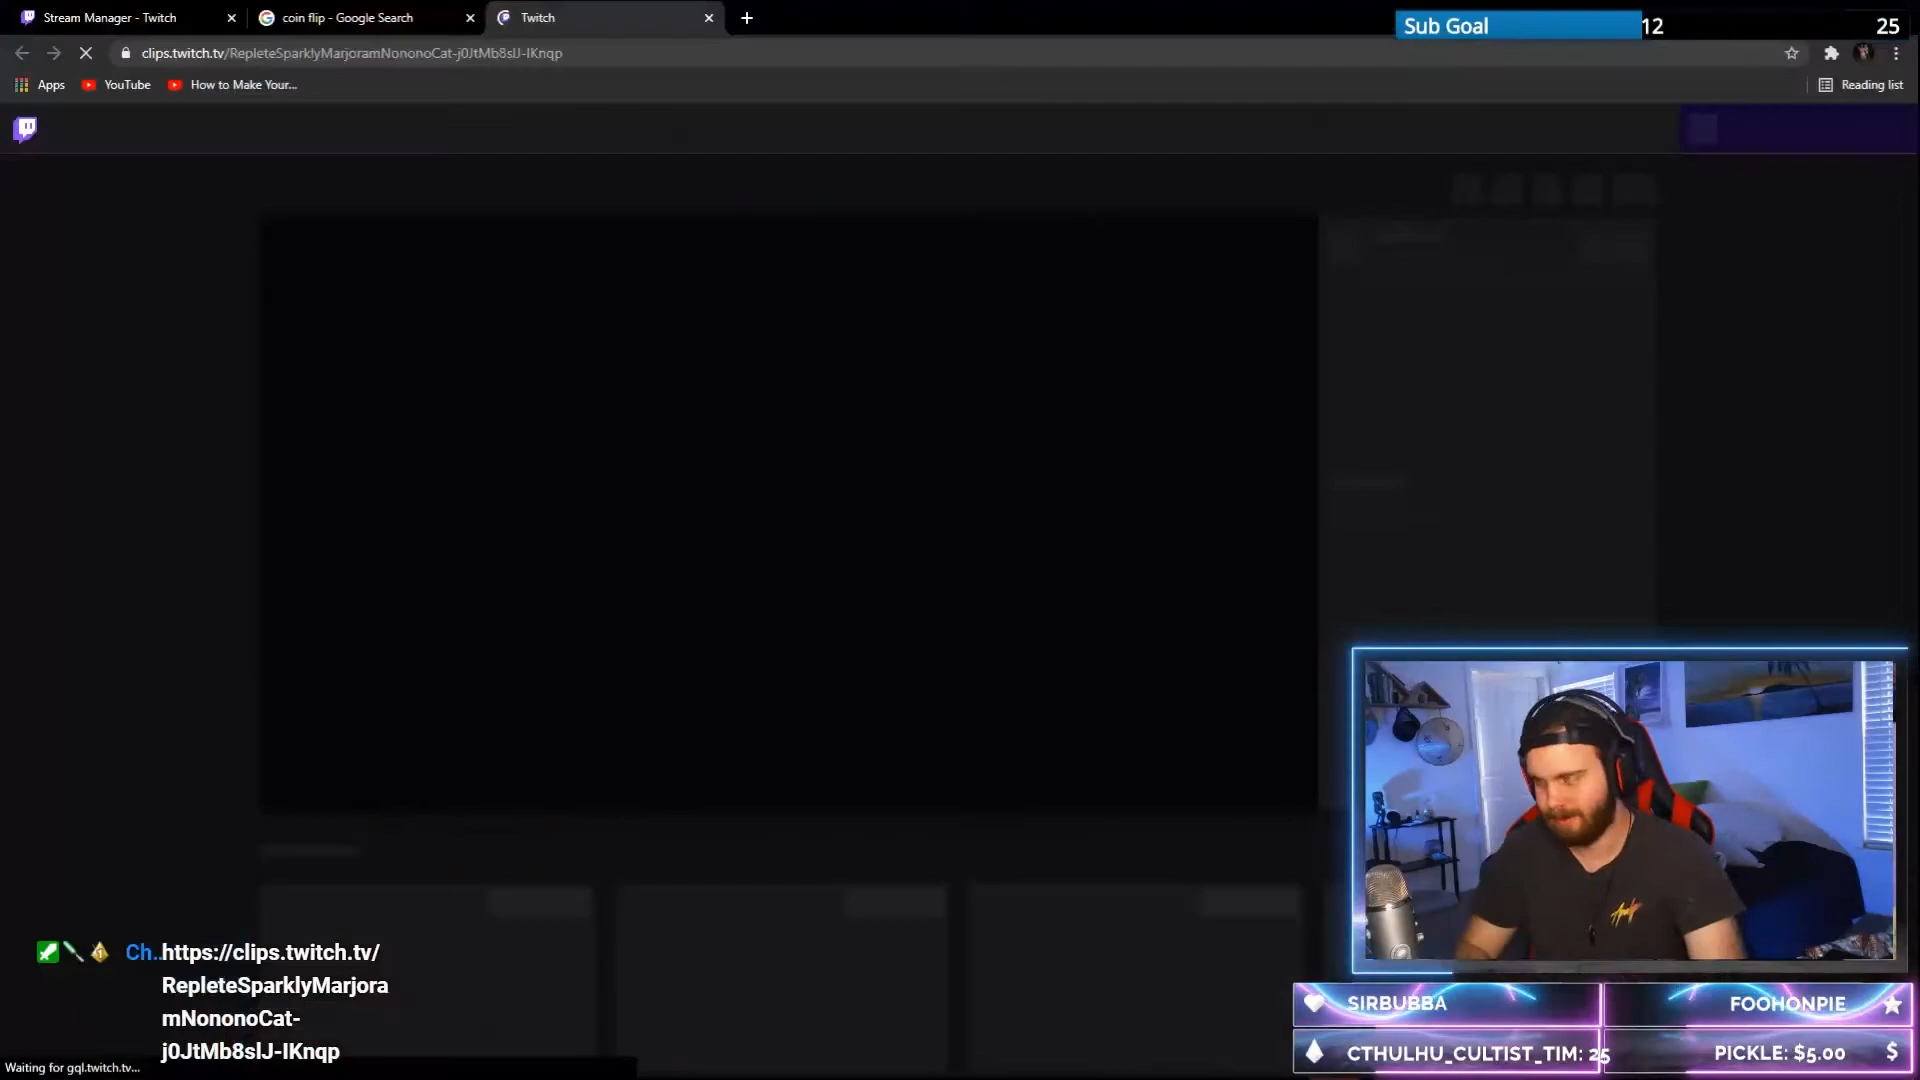 Stream Manager - Twitch
coin flip - Google Search
Twitch
Sub Goal
12
25
clips.twitch.tv/RepleteSparklyMarjoramNononoCat-j0JtMb8slJ-IKnqp
Apps
YouTube
How to Make Your...
Reading list
Ch..https://clips.twitch.tv/
RepleteSparklyMarjora
mNononoCat-
j0JtMb8slJ-IKnqp
Waiting for gql.twitch.tv...
SIRBUBBA
FOOHONPIE
CTHULHU_CULTIST_TIM: 25
PICKLE: $5.00
$